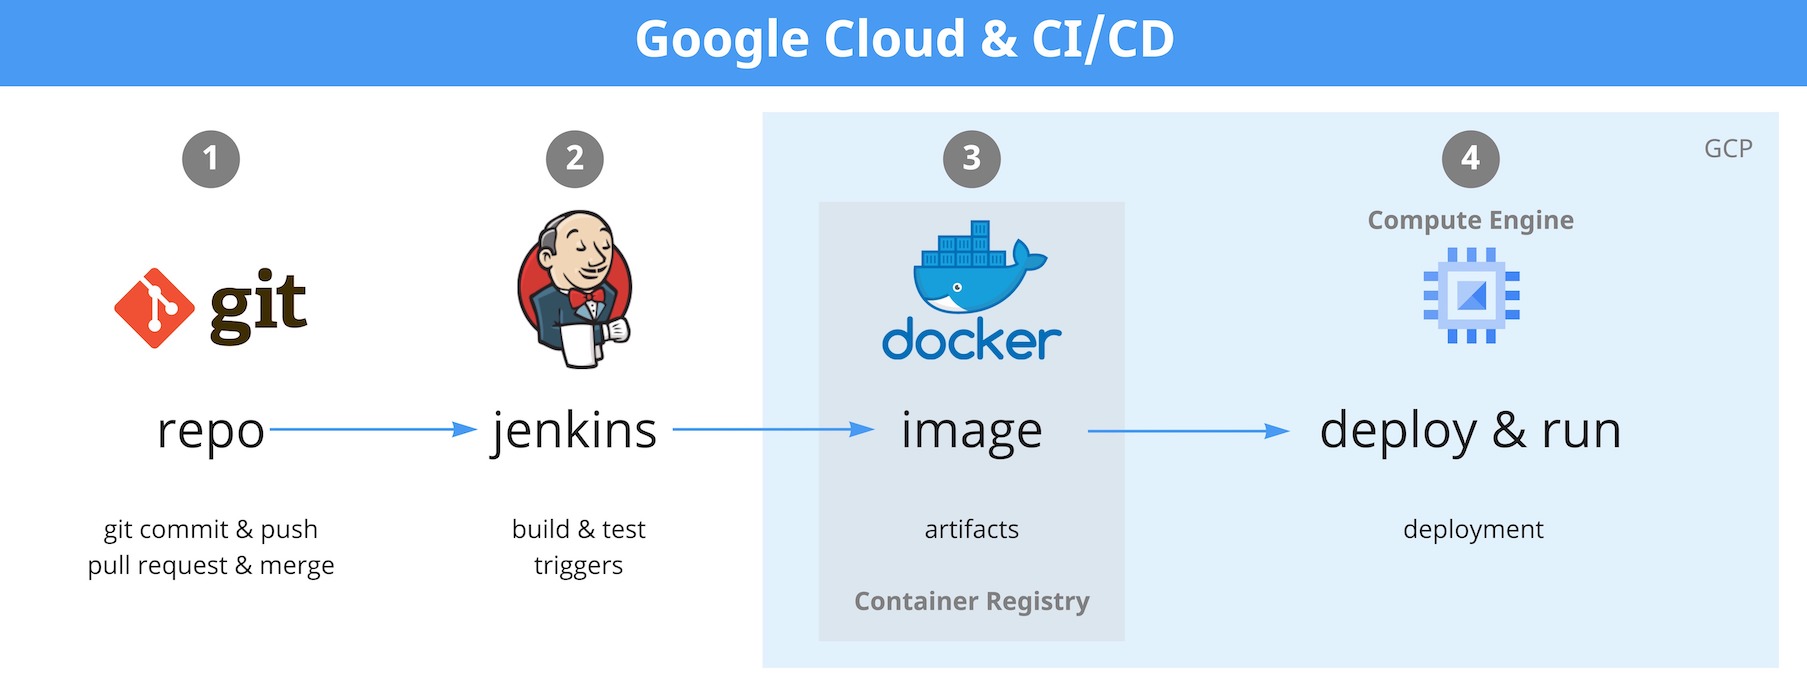 Google Cloud & CI/CD
1
2
3
4
GCP
Compute Engine
git
docker
repo
jenkins
image
deploy & run
git commit & push
pull request & merge
build & test
triggers
artifacts
deployment
Container Registry